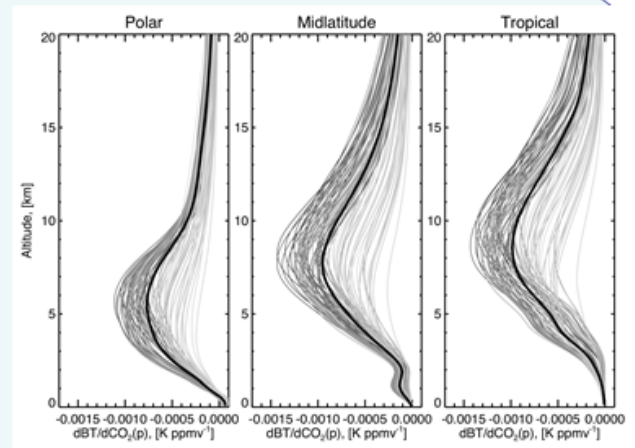 Polar Midlatitude Tropical
20 20 20
15 15 15
10 10 10
5 5 5
0 0 0
Altitude, [km]
-0.0015 -0.0010 -0.0005 0.0000 -0.0015 -0.0010 -0.0005 0.0000 -0.0015 -0.0010 -0.0005 0.0000
dBT/dCO₂(p), [K ppmv⁻¹] dBT/dCO₂(p), [K ppmv⁻¹] dBT/dCO₂(p), [K ppmv⁻¹]